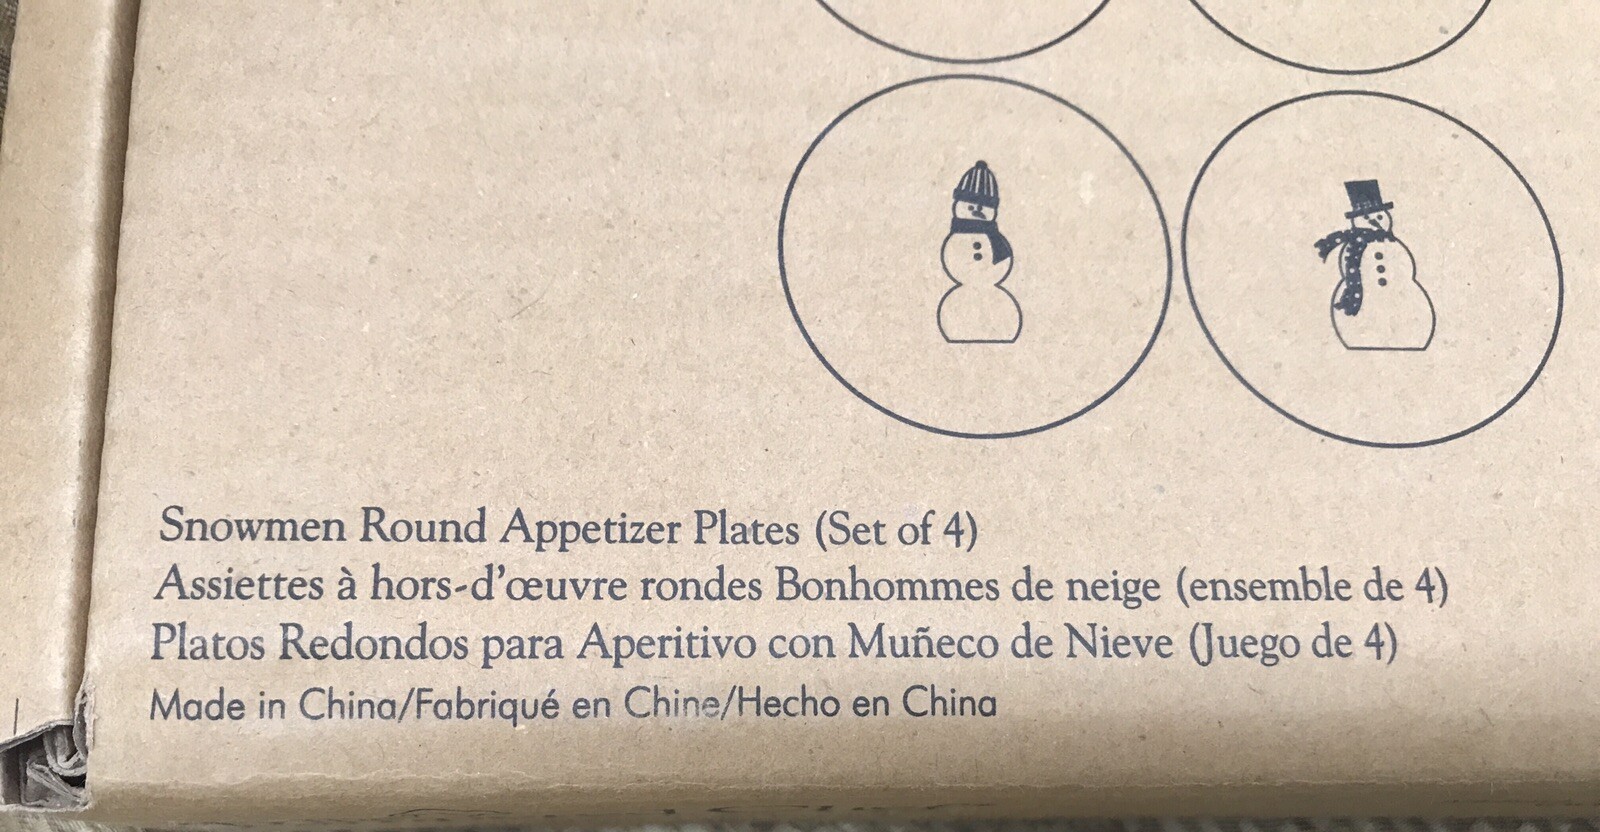 Snowmen Round Appetizer Plates (Set of 4)
Assiettes à hors-d'œuvre rondes Bonhommes de neige (ensemble de 4)
Platos Redondos para Aperitivo con Muñeco de Nieve (Juego de 4)
Made in China/Fabriqué en Chine/Hecho en China